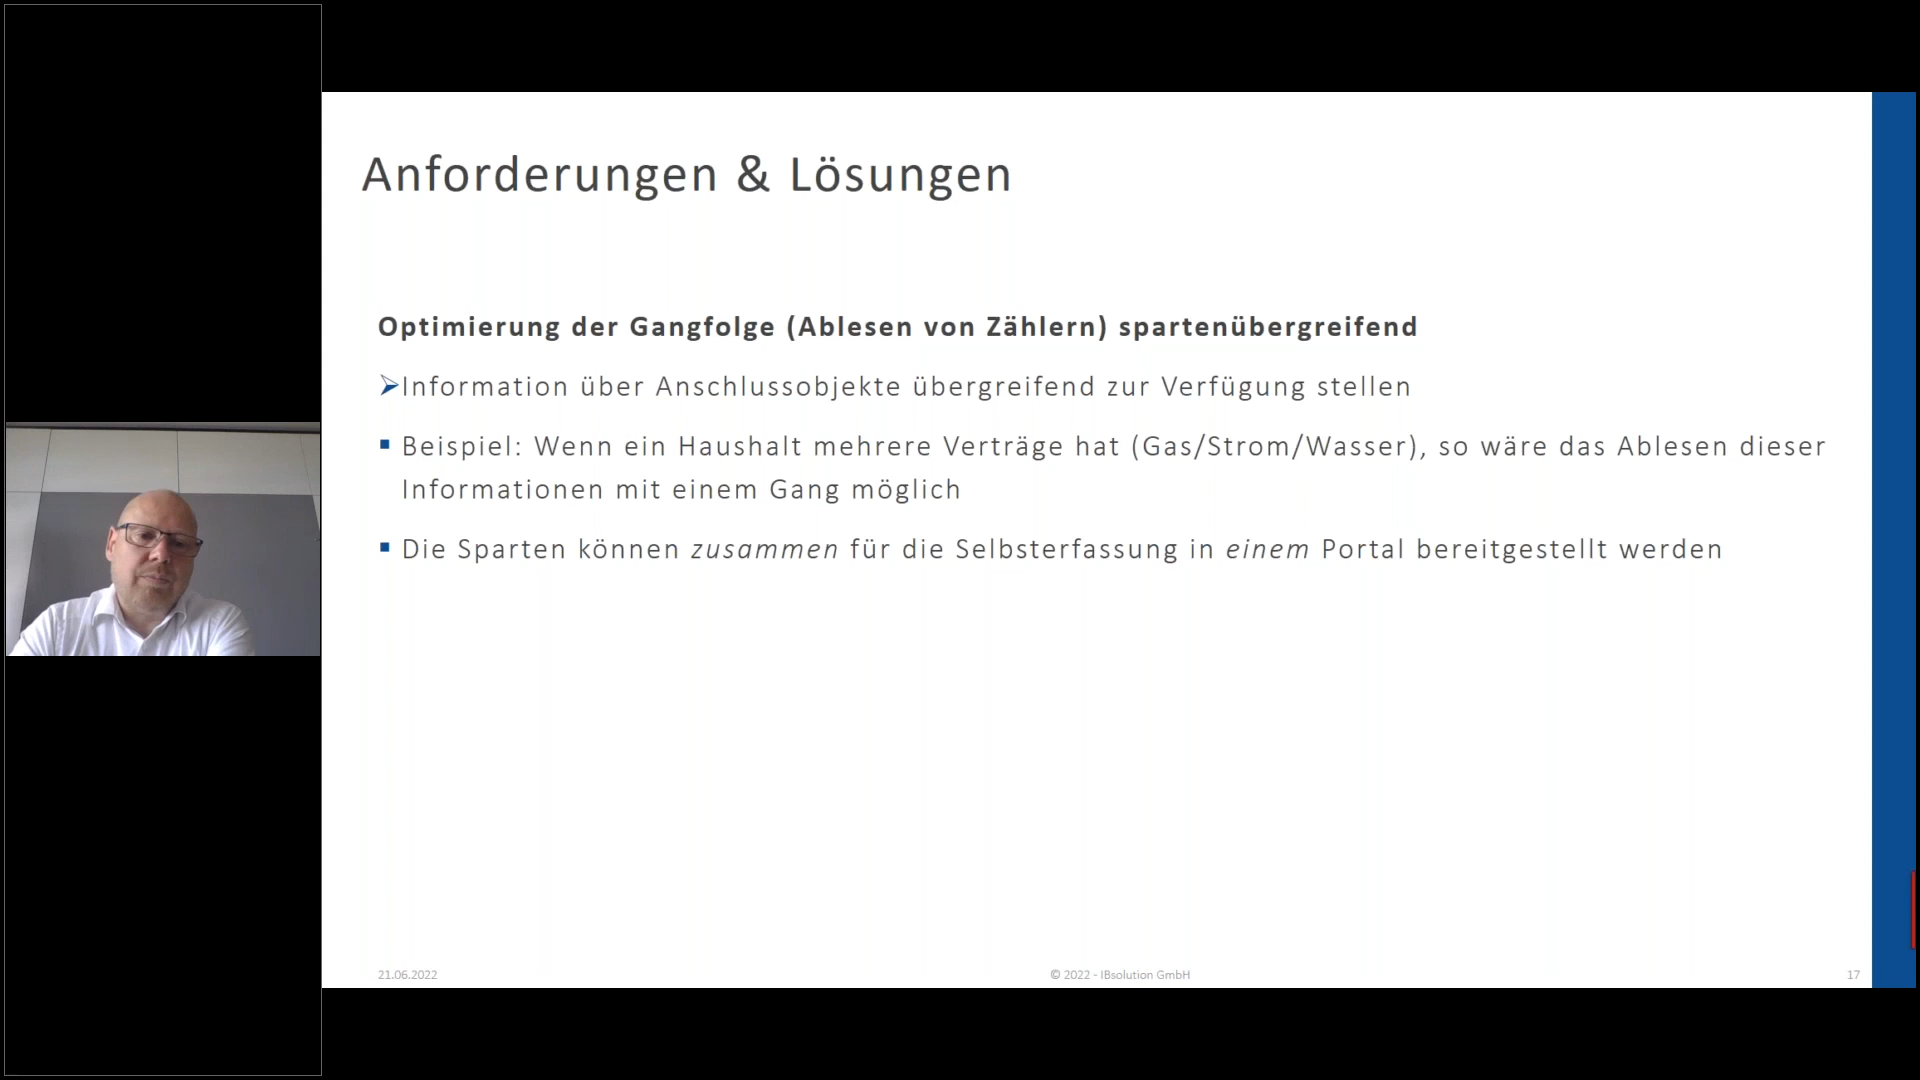 Anforderungen & Lösungen
Optimierung der Gangfolge (Ablesen von Zählern) spartenübergreifend
Information über Anschlussobjekte übergreifend zur Verfügung stellen
Beispiel: Wenn ein Haushalt mehrere Verträge hat (Gas/Strom/Wasser), so wäre das Ablesen dieser
Informationen mit einem Gang möglich
Die Sparten können zusammen für die Selbsterfassung in einem Portal bereitgestellt werden
21.06.2022
© 2022 - IBsolution GmbH
17